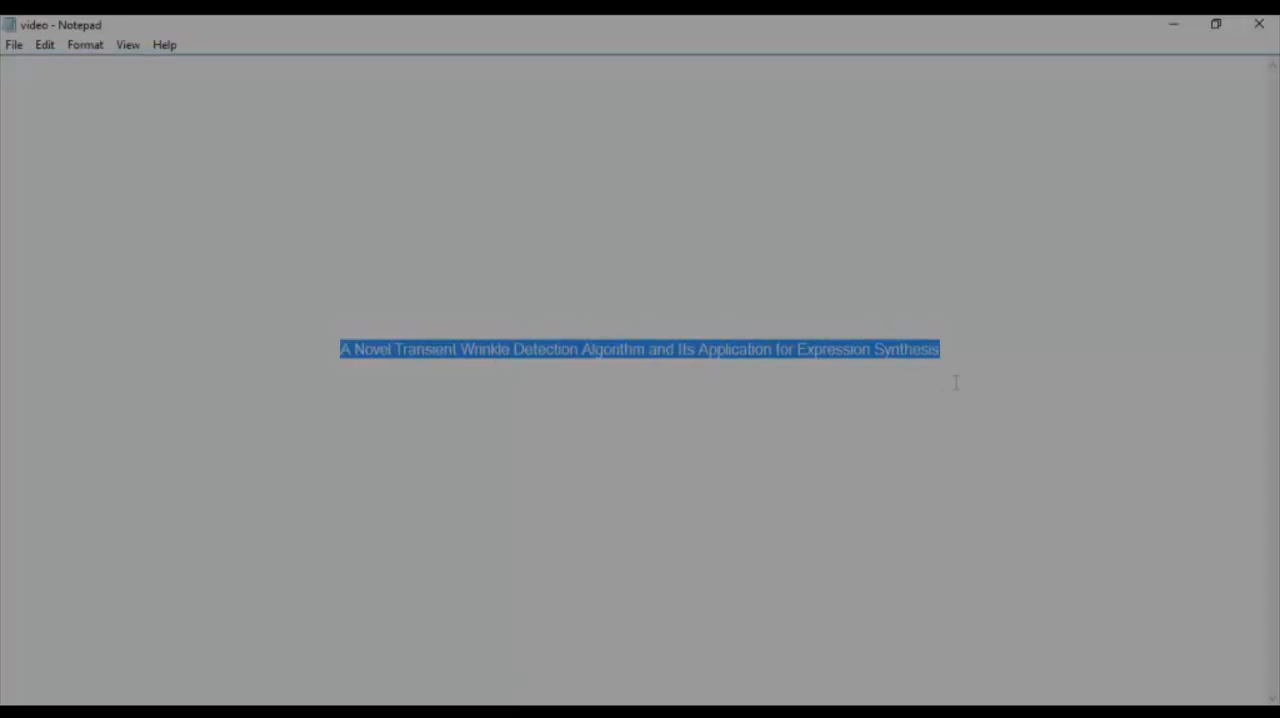 video - Notepad
File Edit Format View Help
A Novel Transient Wrinkle Detection Algorithm and Its Application for Expression Synthesis